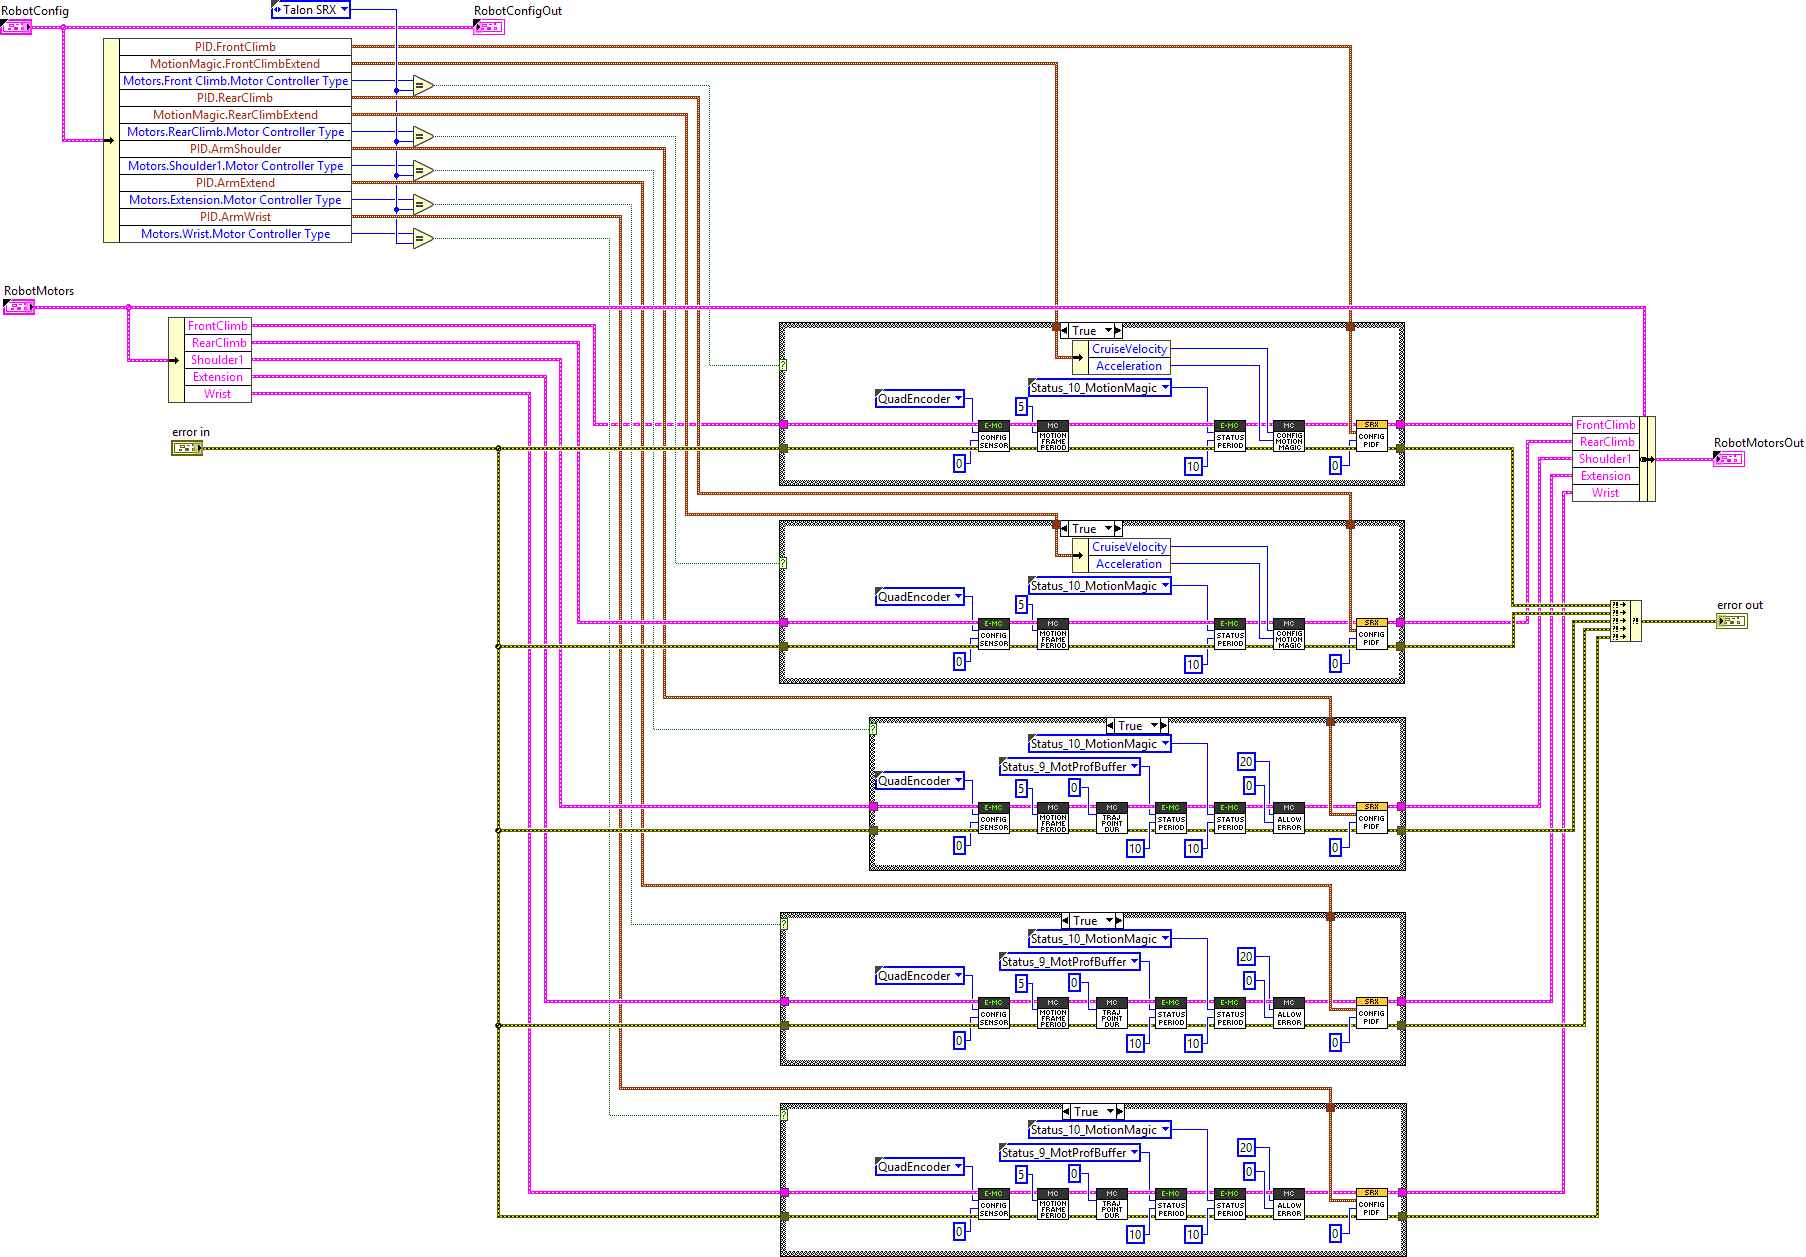 RobotConfig
Talon SRX
RobotConfigOut
PID.FrontClimb
MotionMagic.FrontClimbExtend
Motors.Front Climb.Motor Controller Type
PID.RearClimb
MotionMagic.RearClimbExtend
Motors.RearClimb.Motor Controller Type
PID.ArmShoulder
Motors.Shoulder1.Motor Controller Type
PID.ArmExtend
Motors.Extension.Motor Controller Type
PID.ArmWrist
Motors.Wrist.Motor Controller Type
=
=
=
=
=
RobotMotors
FrontClimb
RearClimb
Shoulder1
Extension
Wrist
error in
True
?
CruiseVelocity
Acceleration
Status_10_MotionMagic
QuadEncoder
5
E-MC CONFIG SENSOR
MC MOTION FRAME PERIOD
E-MC STATUS PERIOD
MC CONFIG MOTION MAGIC
SRX CONFIG PIDF
0
10
0
FrontClimb
RearClimb
Shoulder1
Extension
Wrist
RobotMotorsOut
True
?
CruiseVelocity
Acceleration
Status_10_MotionMagic
QuadEncoder
5
E-MC CONFIG SENSOR
MC MOTION FRAME PERIOD
E-MC STATUS PERIOD
MC CONFIG MOTION MAGIC
SRX CONFIG PIDF
0
10
0
error out
True
?
Status_10_MotionMagic
Status_9_MotProfBuffer
20
QuadEncoder
5
0
0
E-MC CONFIG SENSOR
MC MOTION FRAME PERIOD
MC TRAJ POINT DUR
E-MC STATUS PERIOD
E-MC STATUS PERIOD
MC ALLOW ERROR
SRX CONFIG PIDF
0
10
10
0
True
?
Status_10_MotionMagic
Status_9_MotProfBuffer
20
QuadEncoder
5
0
0
E-MC CONFIG SENSOR
MC MOTION FRAME PERIOD
MC TRAJ POINT DUR
E-MC STATUS PERIOD
E-MC STATUS PERIOD
MC ALLOW ERROR
SRX CONFIG PIDF
0
10
10
0
True
?
Status_10_MotionMagic
Status_9_MotProfBuffer
20
QuadEncoder
5
0
0
E-MC CONFIG SENSOR
MC MOTION FRAME PERIOD
MC TRAJ POINT DUR
E-MC STATUS PERIOD
E-MC STATUS PERIOD
MC ALLOW ERROR
SRX CONFIG PIDF
0
10
10
0